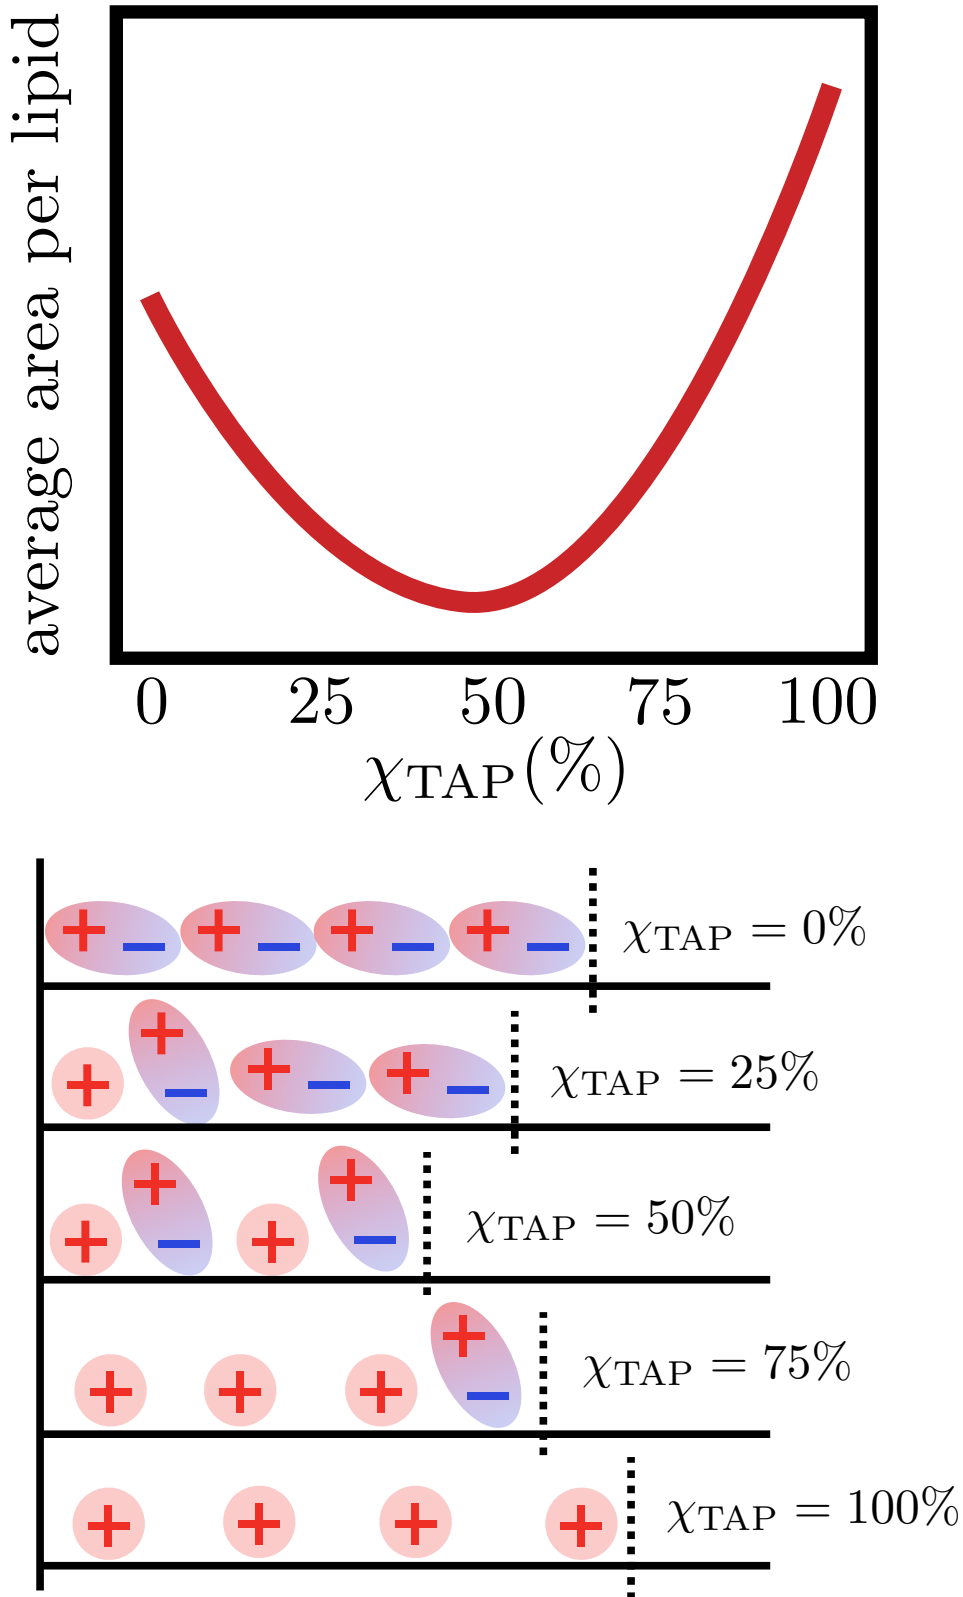 average area per lipid
0 25 50 75 100
χTAP(%)
+ − + − + − + − χTAP = 0%
+ + − + − + − χTAP = 25%
+ + − + + − χTAP = 50%
+ + + + − χTAP = 75%
+ + + + χTAP = 100%